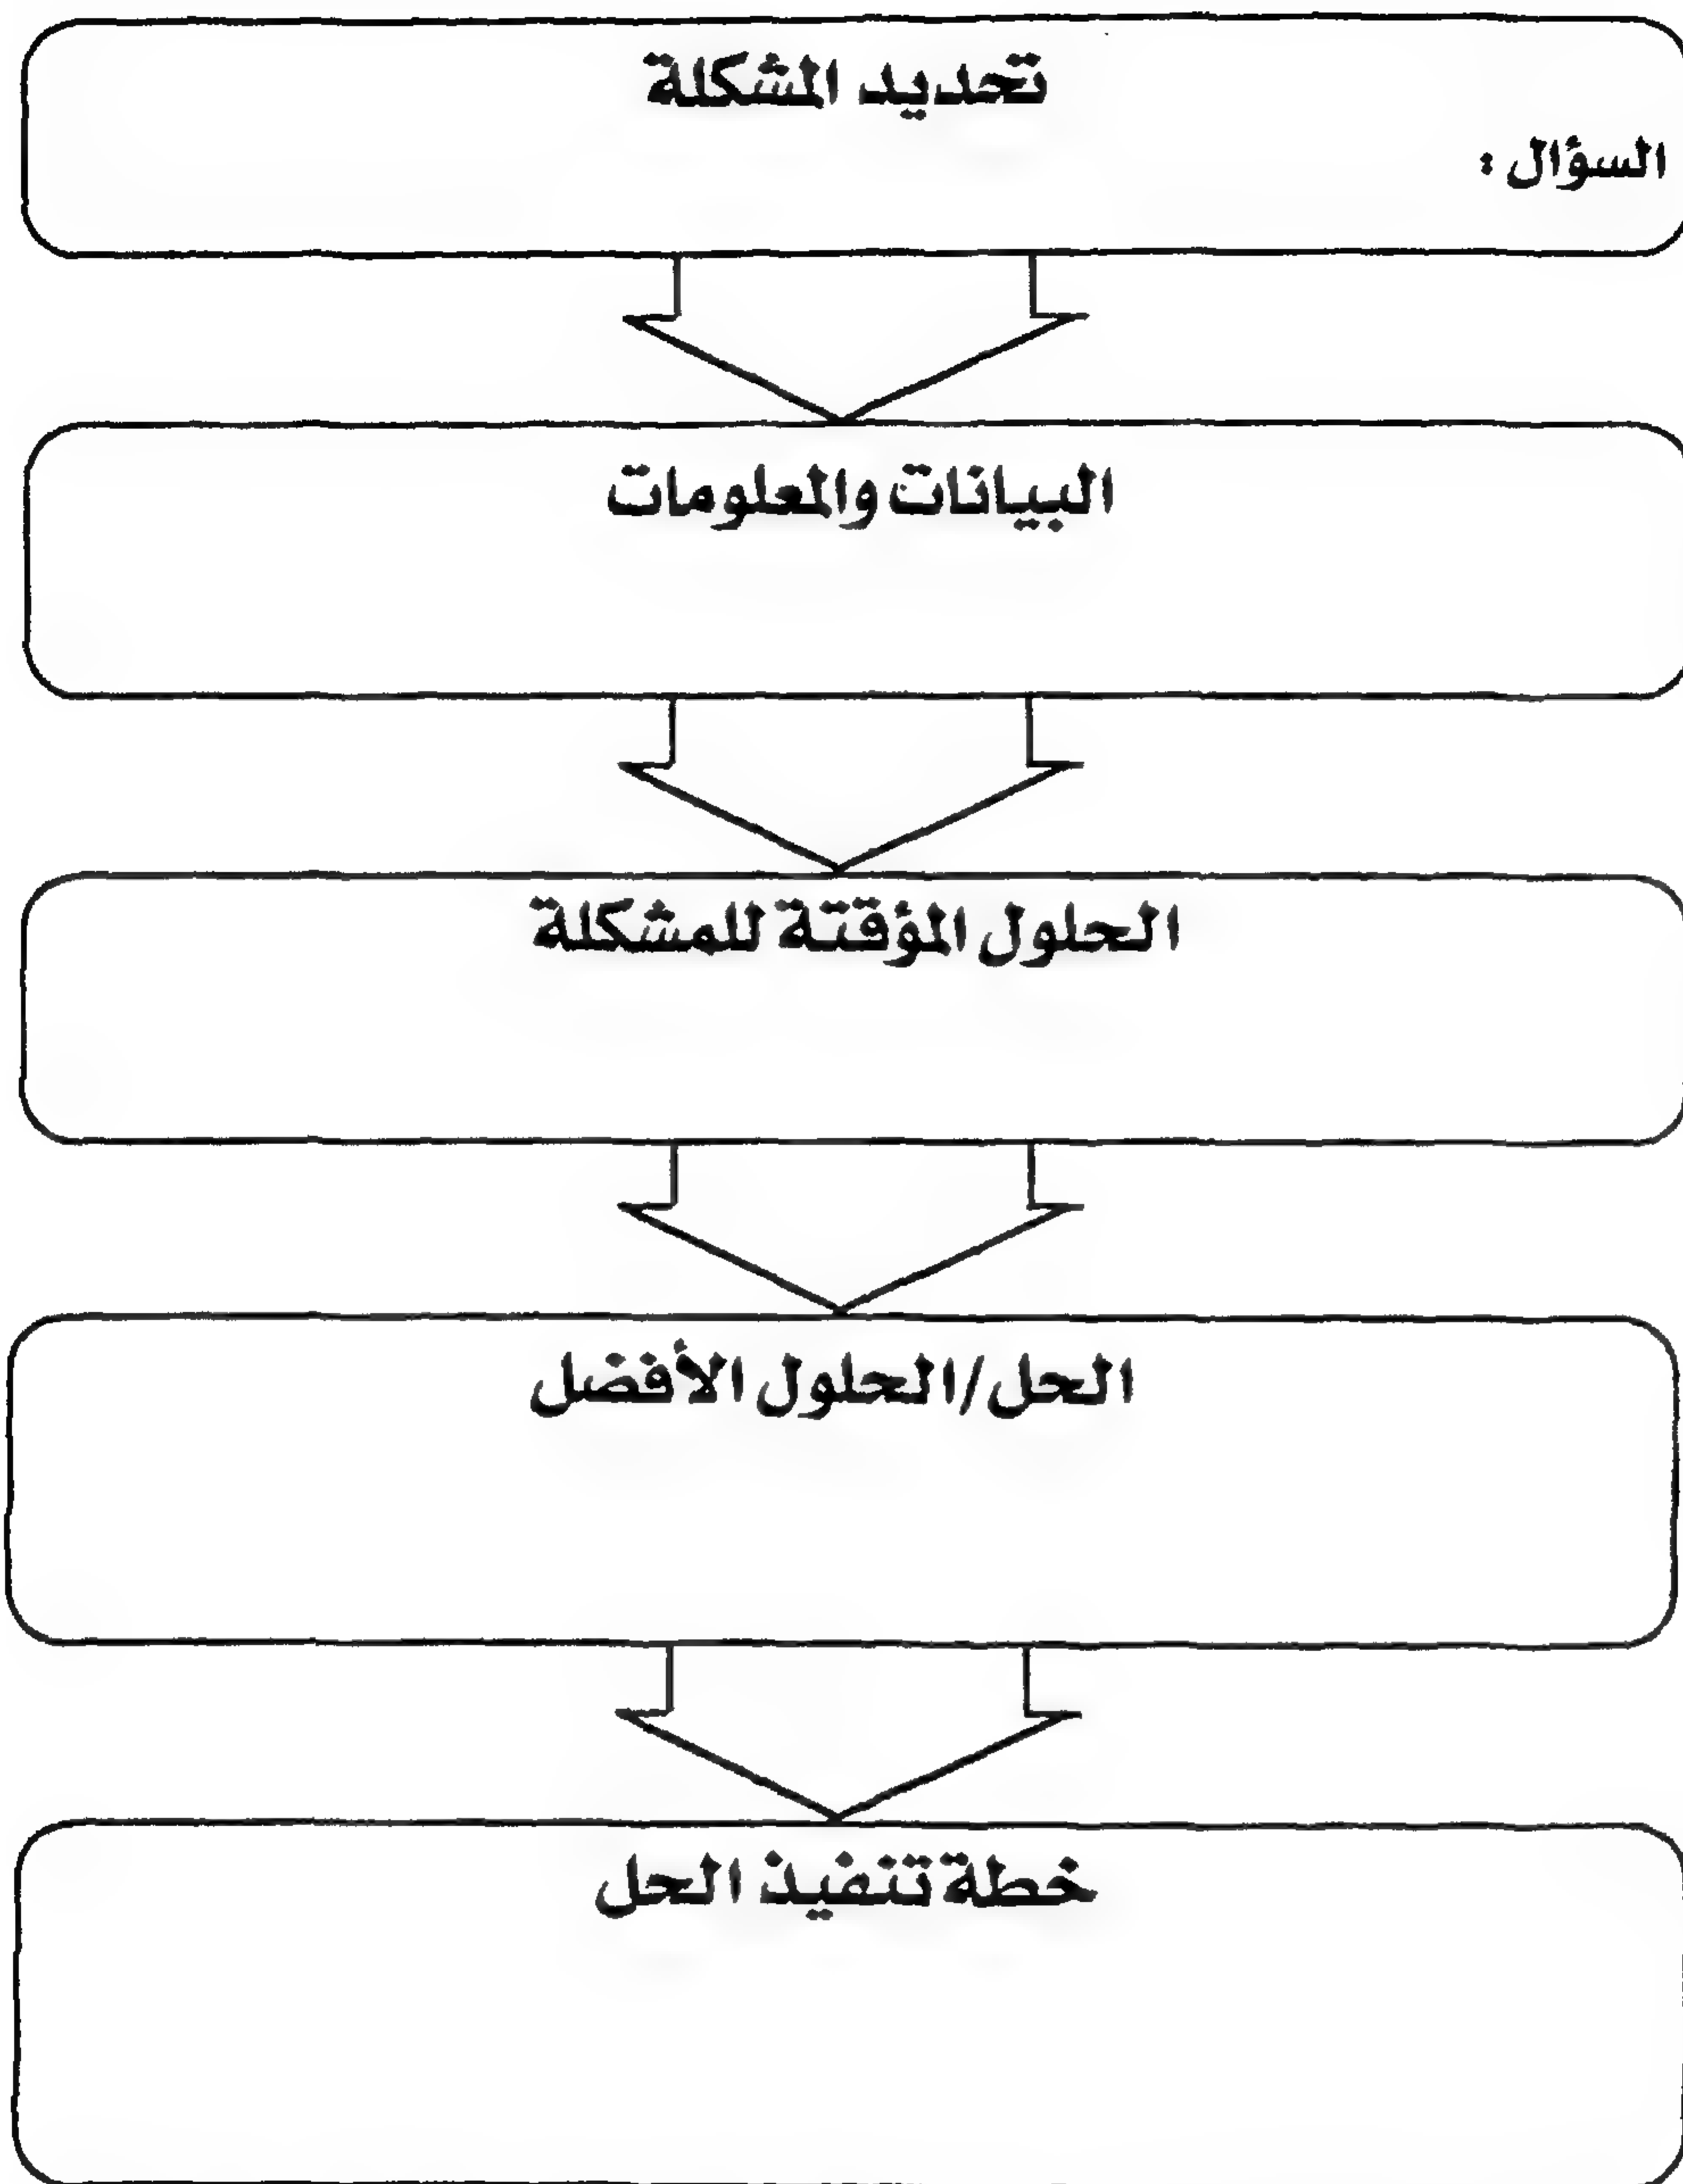 تحديد المشكلة
السؤال :
البيانات والمعلومات
الحلول المؤقتة للمشكلة
الحل/الحلول الأفضل
خطة تنفيذ الحل